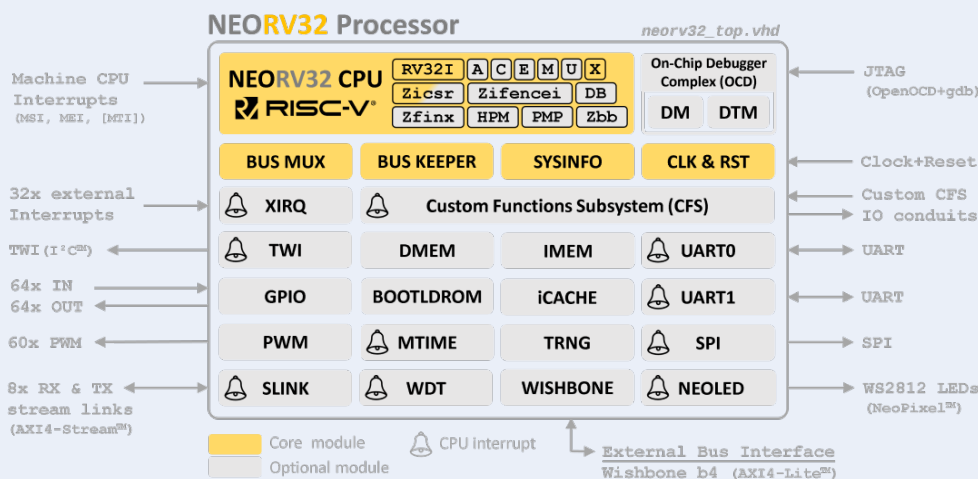 NEORV32 Processor
neorv32_top.vhd
Machine CPU
Interrupts
(MSI, MEI, [MTI])
NEORV32 CPU
RISC-V®
RV32I A C E M U X
Zicsr Zifencei DB
Zfinx HPM PMP Zbb
On-Chip Debugger
Complex (OCD)
DM DTM
JTAG
(OpenOCD+gdb)
BUS MUX BUS KEEPER SYSINFO CLK & RST
Clock+Reset
32x external
Interrupts
XIRQ Custom Functions Subsystem (CFS)
Custom CFS
IO conduits
TWI (I²C™)
TWI DMEM IMEM UART0
UART
64x IN
64x OUT
GPIO BOOTLDROM iCACHE UART1
UART
60x PWM
PWM MTIME TRNG SPI
SPI
8x RX & TX
stream links
(AXI4-Stream™)
SLINK WDT WISHBONE NEOLED
WS2812 LEDs
(NeoPixel™)
Core module
Optional module
CPU interrupt
External Bus Interface
Wishbone b4 (AXI4-Lite™)